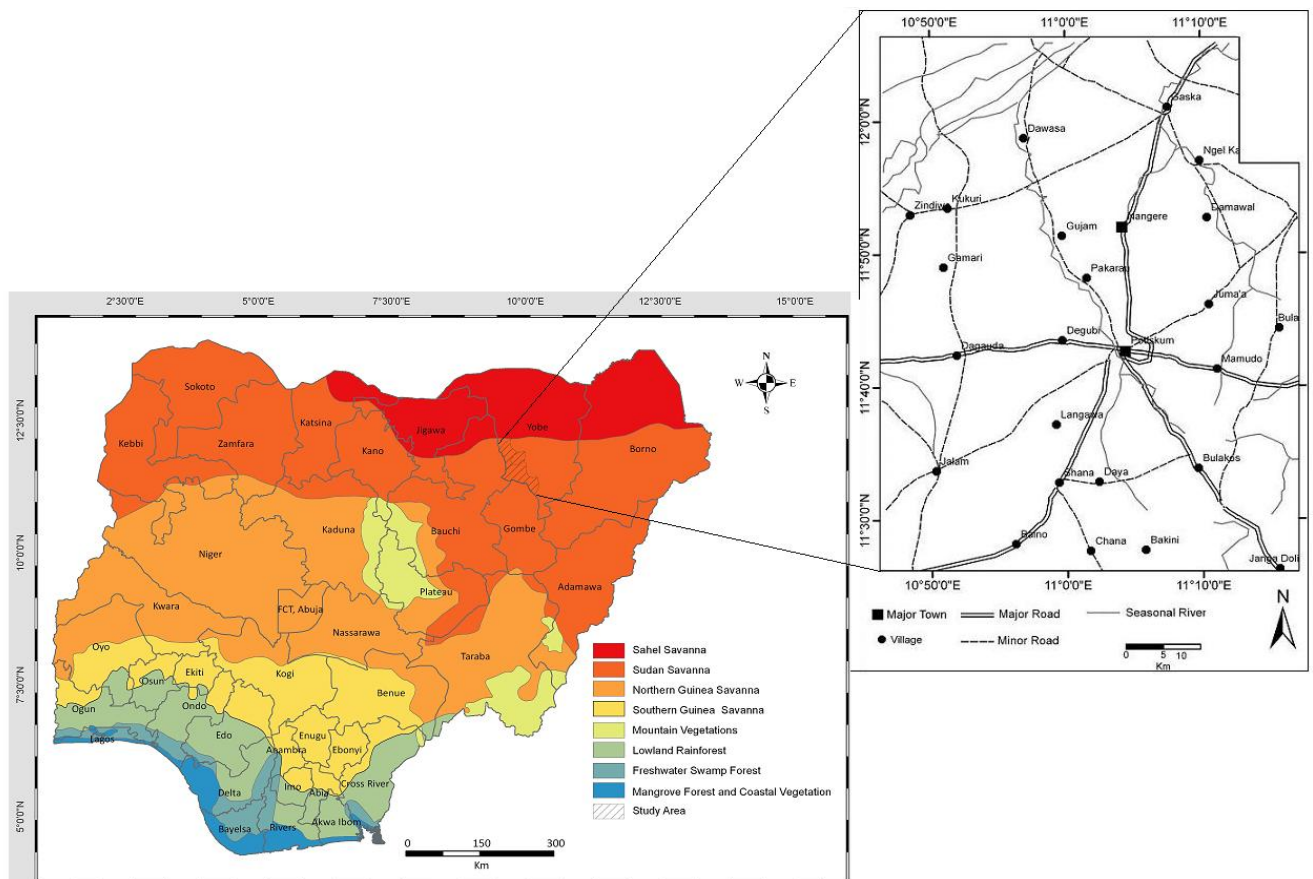 10°50'0"E 11°0'0"E 11°10'0"E
12°0'0"N
11°50'0"N
11°40'0"N
11°30'0"N
Dawasa
Ngel Ka
Zindiw
Kukuri
Damawal
Nangere
Gujam
Gamari
Pakarau
Juma'a
Bula
Degubi
Potiskum
Dagauda
Mamudo
Langawa
Jalam
Shana
Daya
Bulakos
Chana
Bakini
Janga Doli
10°50'0"E 11°0'0"E 11°10'0"E
Major Town
Major Road
Seasonal River
N
Village
Minor Road
0 5 10
Km
2°30'0"E 5°0'0"E 7°30'0"E 10°0'0"E 12°30'0"E 15°0'0"E
12°30'0"N
10°0'0"N
7°30'0"N
5°0'0"N
N
W E
S
Sokoto
Katsina
Jigawa
Yobe
Kebbi
Zamfara
Kano
Borno
Kaduna
Bauchi
Gombe
Niger
Plateau
Adamawa
Kwara
FCT, Abuja
Nassarawa
Oyo
Taraba
Osun
Ekiti
Kogi
Benue
Ogun
Ondo
Lagos
Edo
Anambra
Enugu
Ebonyi
Delta
Imo
Abia
Cross River
Bayelsa
Rivers
Akwa Ibom
Sahel Savanna
Sudan Savanna
Northern Guinea Savanna
Southern Guinea Savanna
Mountain Vegetations
Lowland Rainforest
Freshwater Swamp Forest
Mangrove Forest and Coastal Vegetation
Study Area
0 150 300
Km